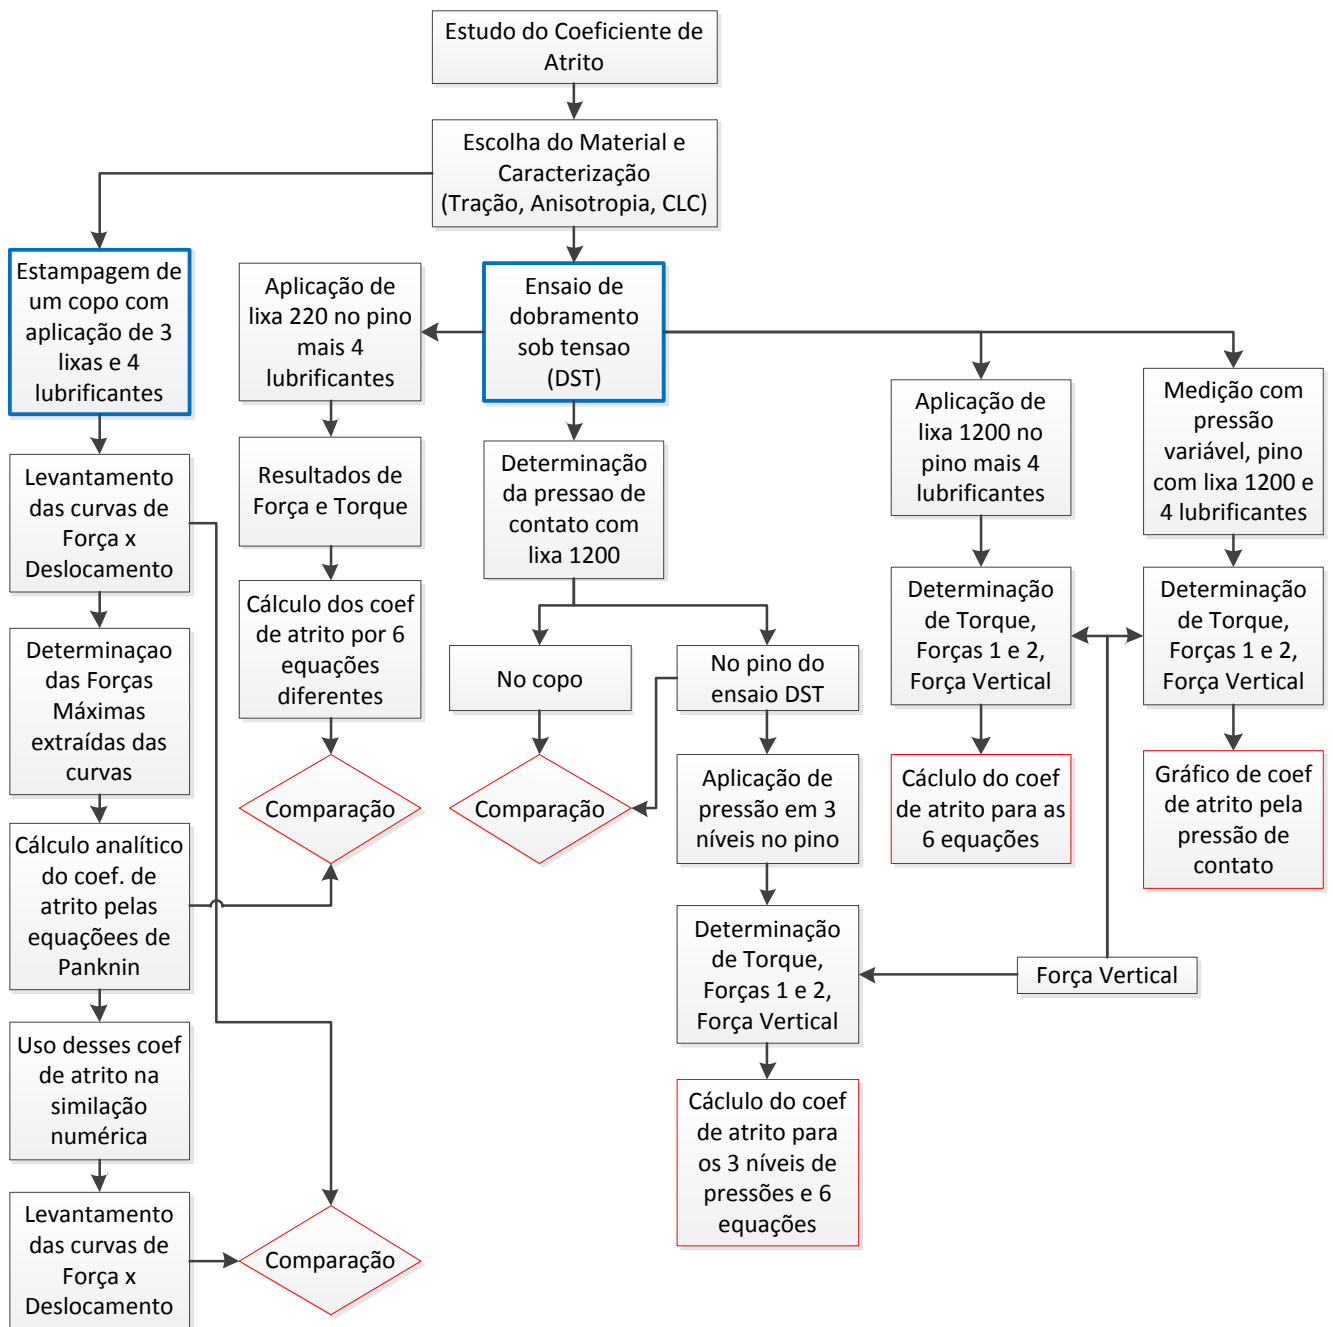 Estudo do Coeficiente de
Atrito
Escolha do Material e
Caracterização
(Tração, Anisotropia, CLC)
Estampagem de
um copo com
aplicação de 3
lixas e 4
lubrificantes
Levantamento
das curvas de
Força x
Deslocamento
Determinaçao
das Forças
Máximas
extraídas das
curvas
Cálculo analítico
do coef. de
atrito pelas
equaçõees de
Panknin
Uso desses coef
de atrito na
similação
numérica
Levantamento
das curvas de
Força x
Deslocamento
Comparação
Aplicação de
lixa 220 no pino
mais 4
lubrificantes
Resultados de
Força e Torque
Cálculo dos coef
de atrito por 6
equações
diferentes
Comparação
Ensaio de
dobramento
sob tensao
(DST)
Determinação
da pressao de
contato com
lixa 1200
No copo
Comparação
No pino do
ensaio DST
Aplicação de
pressão em 3
níveis no pino
Determinação
de Torque,
Forças 1 e 2,
Força Vertical
Cáclulo do coef
de atrito para
os 3 níveis de
pressões e 6
equações
Aplicação de
lixa 1200 no
pino mais 4
lubrificantes
Determinação
de Torque,
Forças 1 e 2,
Força Vertical
Cáclulo do coef
de atrito para as
6 equações
Medição com
pressão
variável, pino
com lixa 1200 e
4 lubrificantes
Determinação
de Torque,
Forças 1 e 2,
Força Vertical
Gráfico de coef
de atrito pela
pressão de
contato
Força Vertical